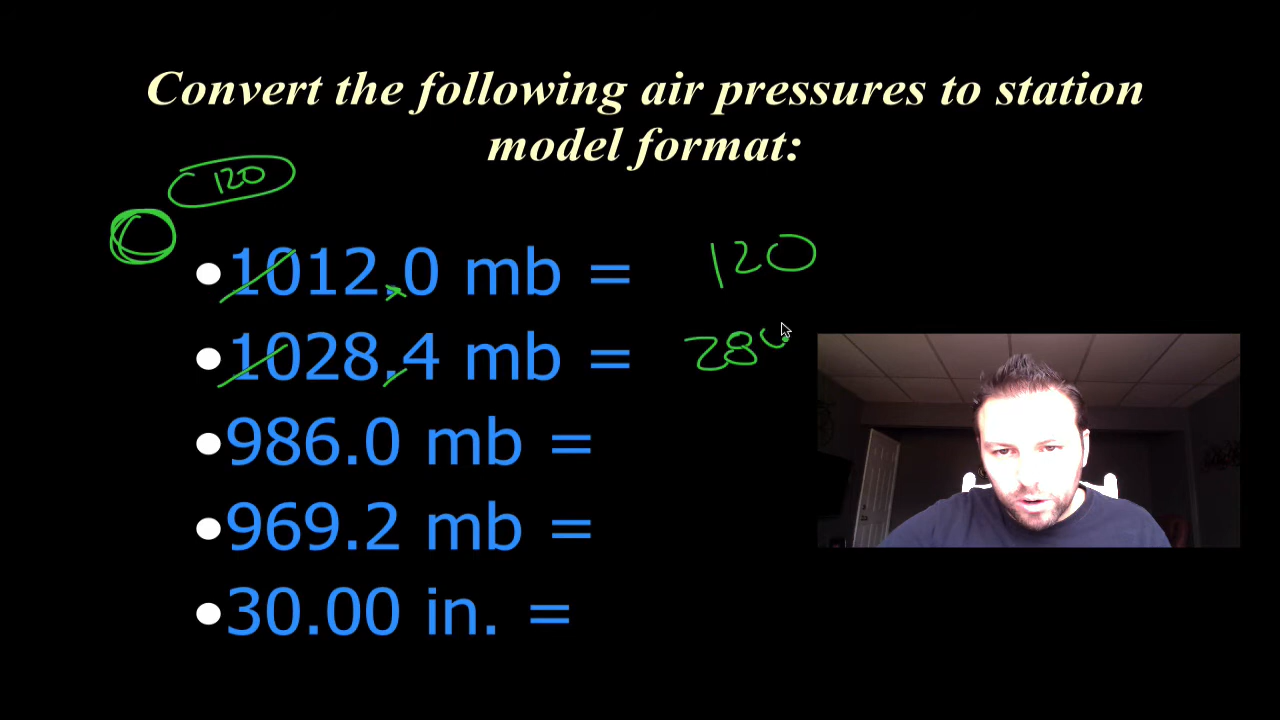 Convert the following air pressures to station
model format:
120
•1012.0 mb = 120
•1028.4 mb = 28
•986.0 mb =
•969.2 mb =
•30.00 in. =